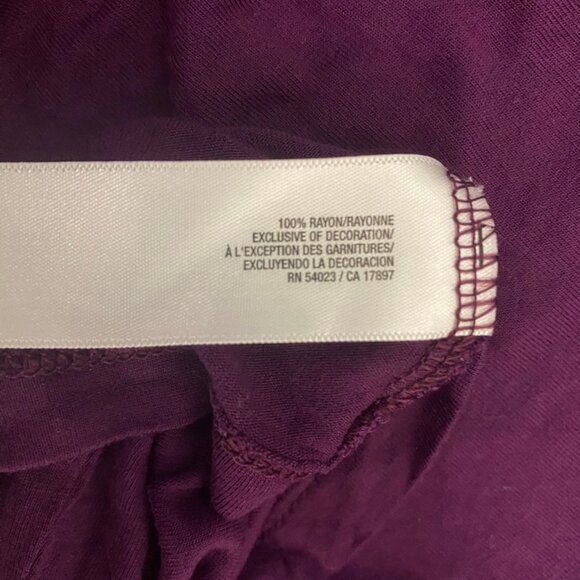 100% RAYON/RAYONNE
EXCLUSIVE OF DECORATION/
À L'EXCEPTION DES GARNITURES/
EXCLUYENDO LA DECORACION
RN 54023 / CA 17897